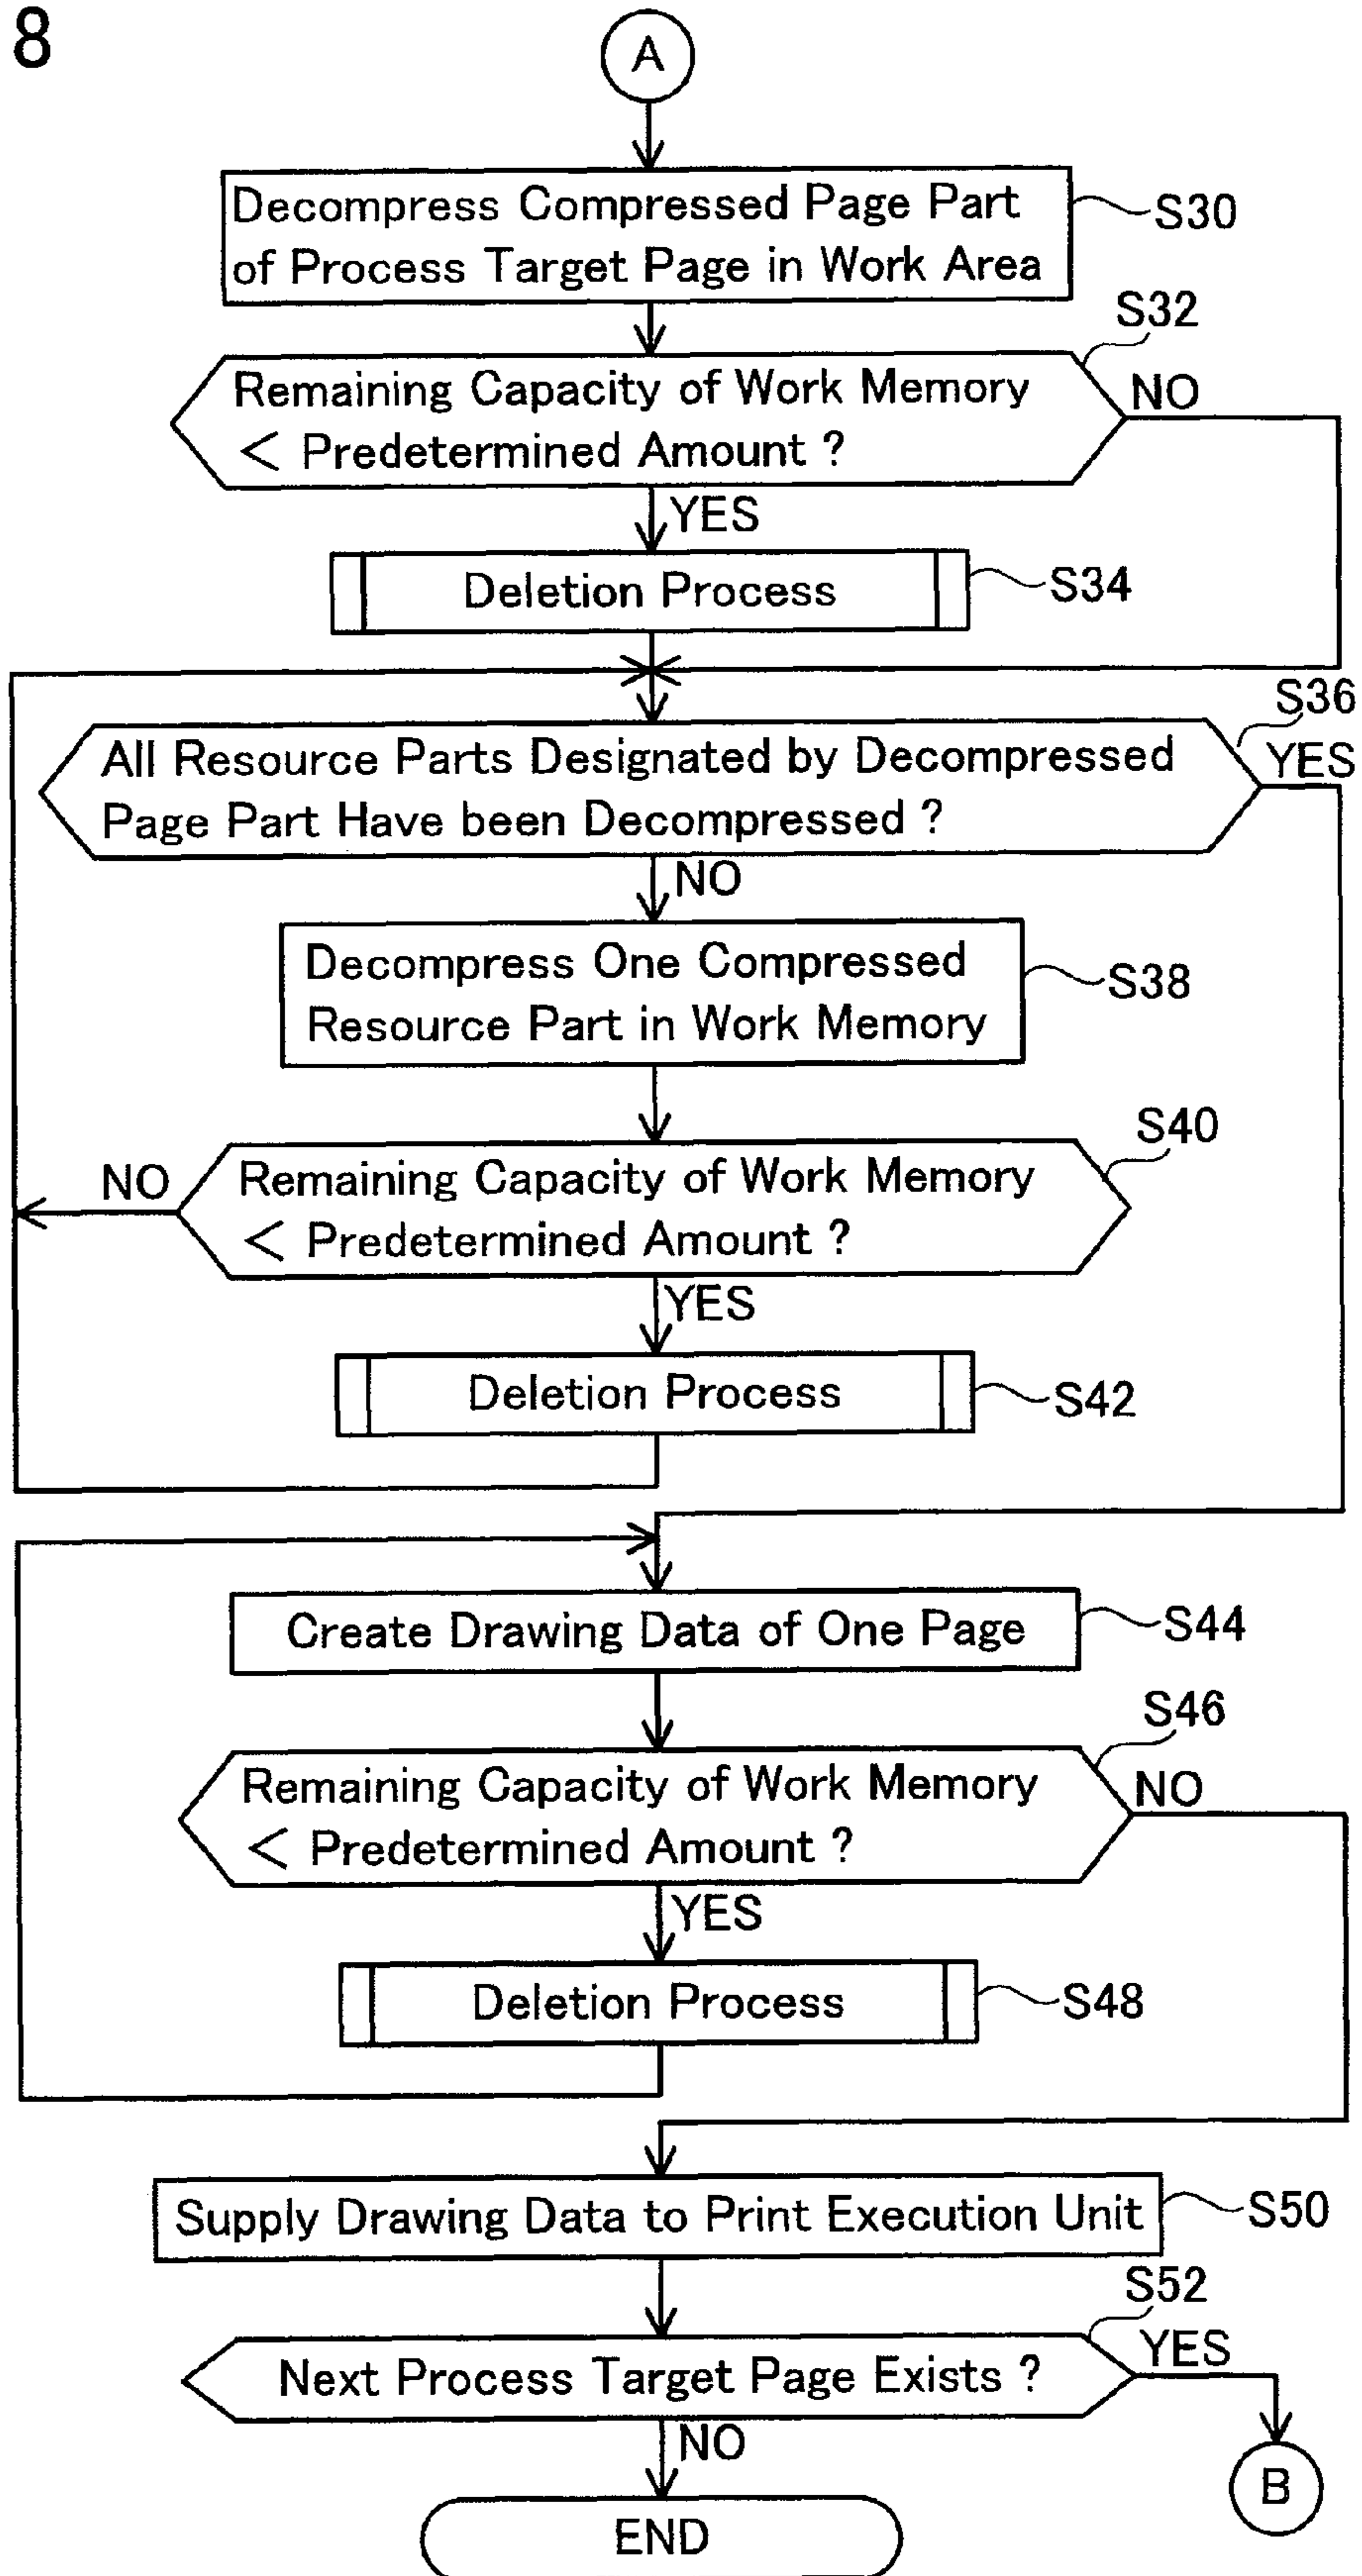 8
A
Decompress Compressed Page Part
of Process Target Page in Work Area
S30
S32
Remaining Capacity of Work Memory
< Predetermined Amount ?
NO
YES
Deletion Process
S34
S36
All Resource Parts Designated by Decompressed
Page Part Have been Decompressed ?
YES
NO
Decompress One Compressed
Resource Part in Work Memory
S38
S40
NO
Remaining Capacity of Work Memory
< Predetermined Amount ?
YES
Deletion Process
S42
Create Drawing Data of One Page
S44
S46
Remaining Capacity of Work Memory
< Predetermined Amount ?
NO
YES
Deletion Process
S48
Supply Drawing Data to Print Execution Unit
S50
S52
Next Process Target Page Exists ?
YES
NO
B
END